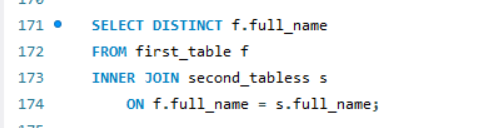 171 SELECT DISTINCT f.full_name
172 FROM first_table f
173 INNER JOIN second_tabless s
174 ON f.full_name = s.full_name;